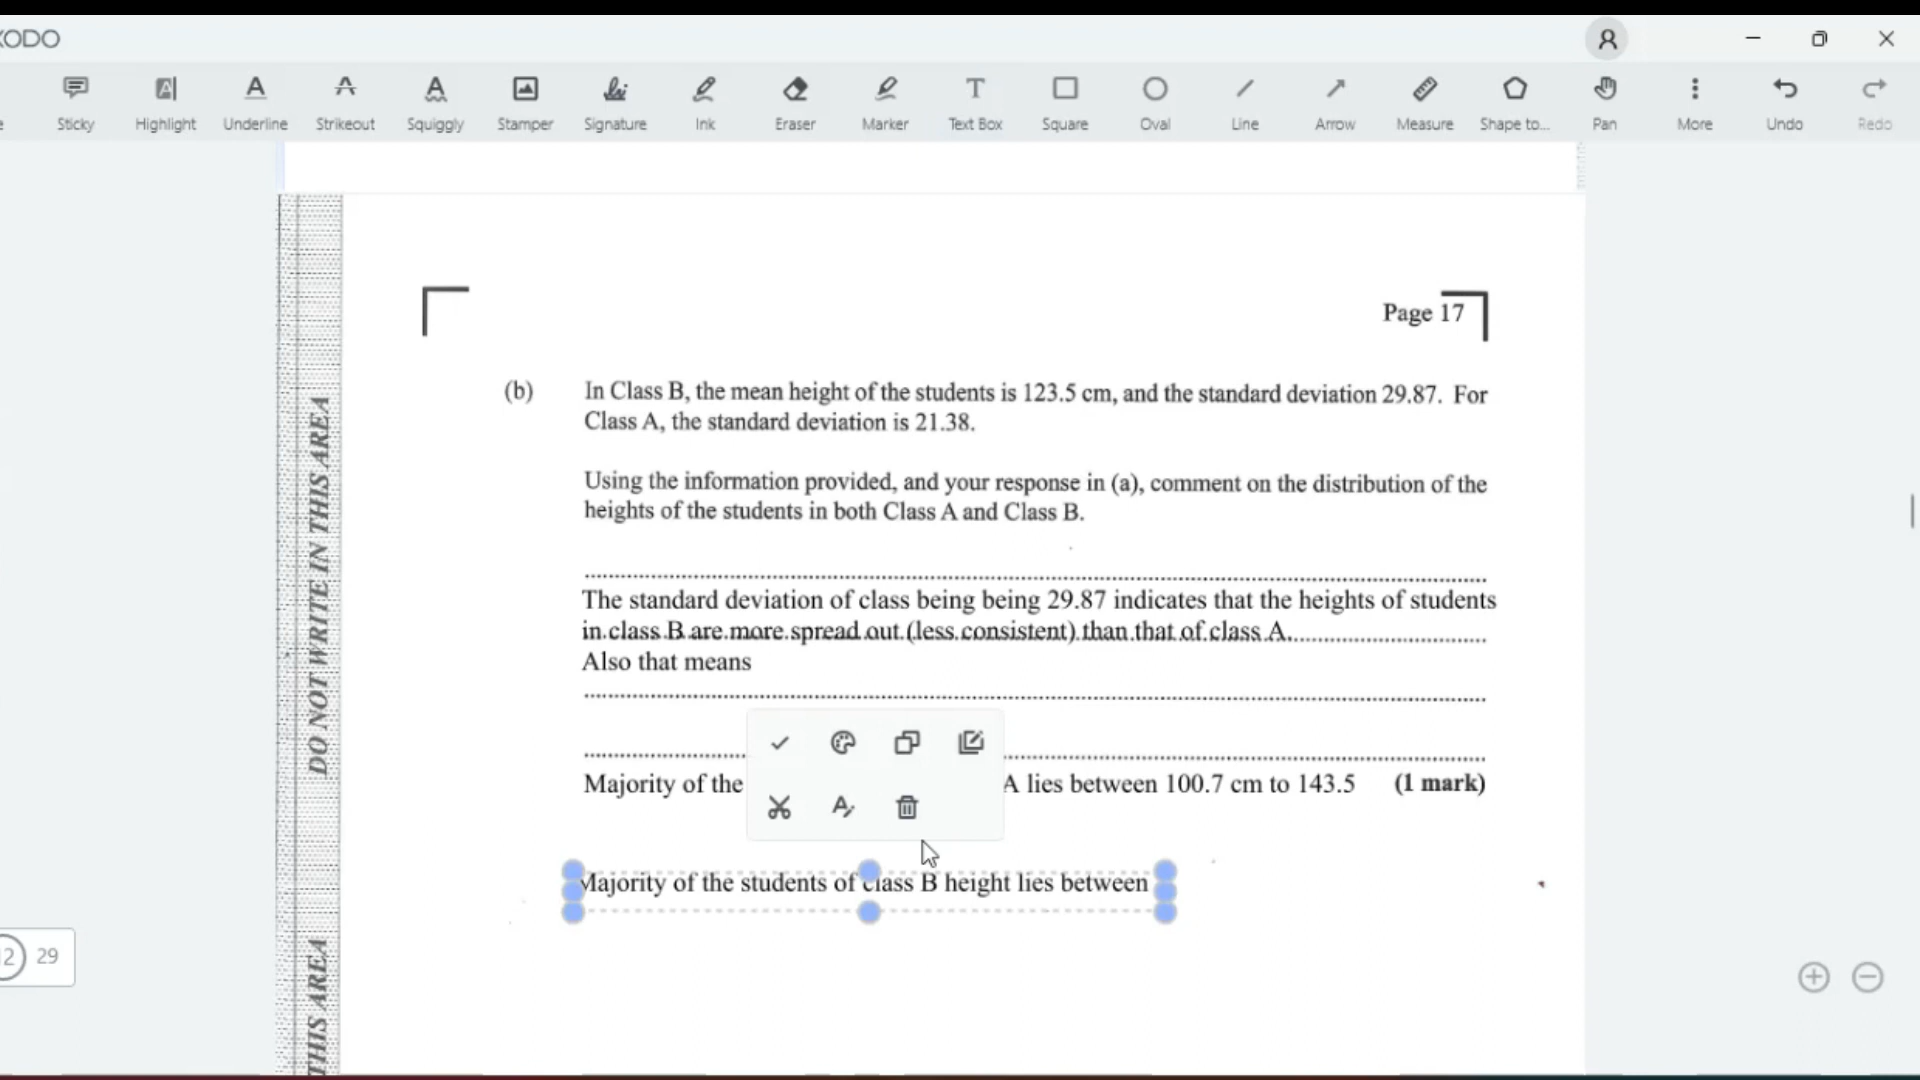 XODO
Sticky Highlight Underline Strikeout Squiggly Stamper Signature Ink Eraser Marker Text Box Square Oval Line Arrow Measure Shape to... Pan More Undo Redo
Page 17
DO NOT WRITE IN THIS AREA
(b) In Class B, the mean height of the students is 123.5 cm, and the standard deviation 29.87. For
Class A, the standard deviation is 21.38.
Using the information provided, and your response in (a), comment on the distribution of the
heights of the students in both Class A and Class B.
The standard deviation of class being being 29.87 indicates that the heights of students
in class B are more spread out (less consistent) than that of class A.
Also that means
Majority of the A lies between 100.7 cm to 143.5 (1 mark)
Majority of the students of class B height lies between
THIS AREA
12 29